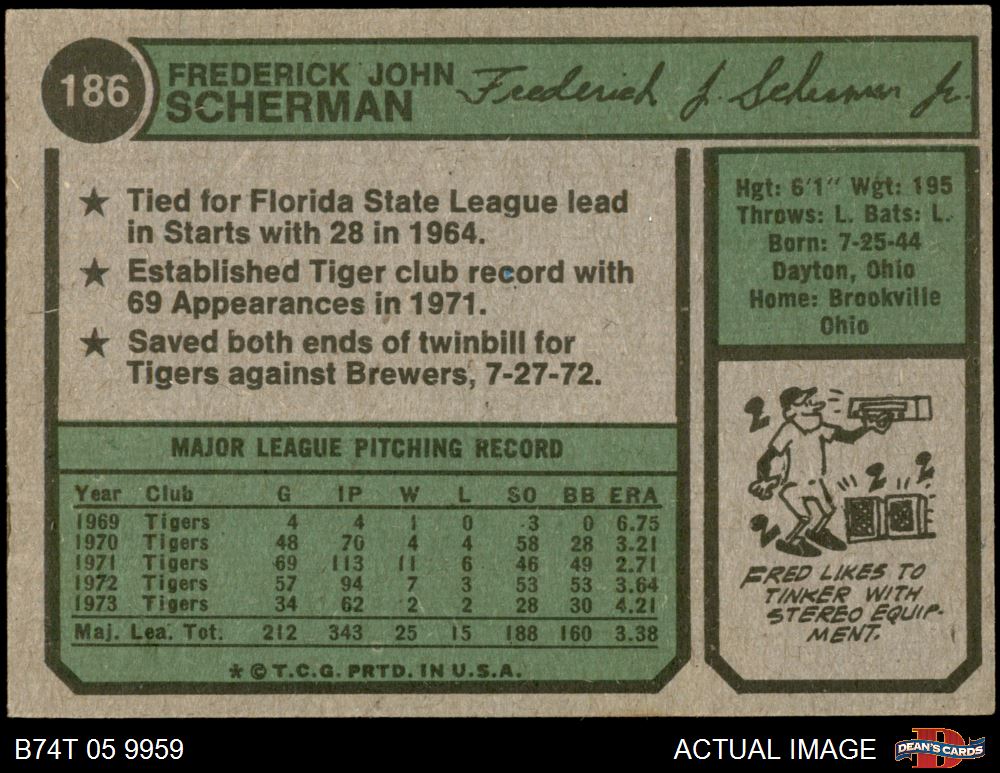 186
FREDERICK JOHN
SCHERMAN
Frederick J. Scherman Jr.
★ Tied for Florida State League lead
in Starts with 28 in 1964.
★ Established Tiger club record with
69 Appearances in 1971.
★ Saved both ends of twinbill for
Tigers against Brewers, 7-27-72.
MAJOR LEAGUE PITCHING RECORD
Year Club G IP W L SO BB ERA
1969 Tigers 4 4 1 0 3 0 6.75
1970 Tigers 48 70 4 4 58 28 3.21
1971 Tigers 69 113 11 6 46 49 2.71
1972 Tigers 57 94 7 3 53 53 3.64
1973 Tigers 34 62 2 2 28 30 4.21
Maj. Lea. Tot. 212 343 25 15 188 160 3.38
* © T.C.G. PRTD. IN U.S.A.
Hgt: 6'1" Wgt: 195
Throws: L. Bats: L.
Born: 7-25-44
Dayton, Ohio
Home: Brookville
Ohio
FRED LIKES TO
TINKER WITH
STEREO EQUIP-
MENT.
B74T 05 9959
ACTUAL IMAGE
DEAN'S CARDS